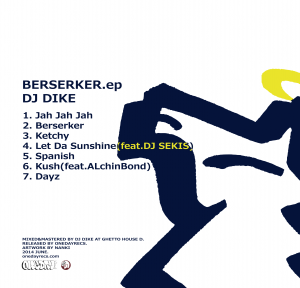 BERSERKER.ep
DJ DIKE
1. Jah Jah Jah
2. Berserker
3. Ketchy
4. Let Da Sunshine(feat.DJ SEKIS)
5. Spanish
6. Kush(feat.ALchinBond)
7. Dayz
MIXED&MASTERED BY DJ DIKE AT GHETTO HOUSE D.
RELEASED BY ONEDAYRECS.
ARTWORK BY NANKI
2014 JUNE.
onedayrecs.com